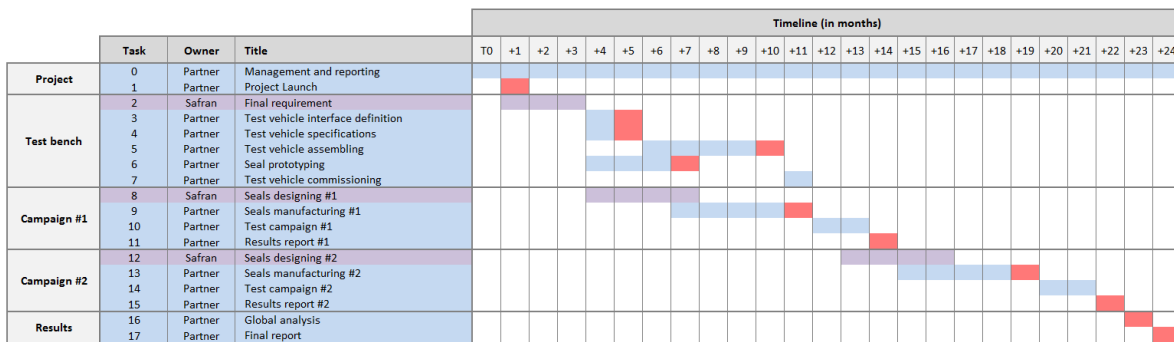 Timeline (in months)
Task Owner Title T0 +1 +2 +3 +4 +5 +6 +7 +8 +9 +10 +11 +12 +13 +14 +15 +16 +17 +18 +19 +20 +21 +22 +23 +24
Project
0 Partner Management and reporting
1 Partner Project Launch
Test bench
2 Safran Final requirement
3 Partner Test vehicle interface definition
4 Partner Test vehicle specifications
5 Partner Test vehicle assembling
6 Partner Seal prototyping
7 Partner Test vehicle commissioning
Campaign #1
8 Safran Seals designing #1
9 Partner Seals manufacturing #1
10 Partner Test campaign #1
11 Partner Results report #1
Campaign #2
12 Safran Seals designing #2
13 Partner Seals manufacturing #2
14 Partner Test campaign #2
15 Partner Results report #2
Results
16 Partner Global analysis
17 Partner Final report